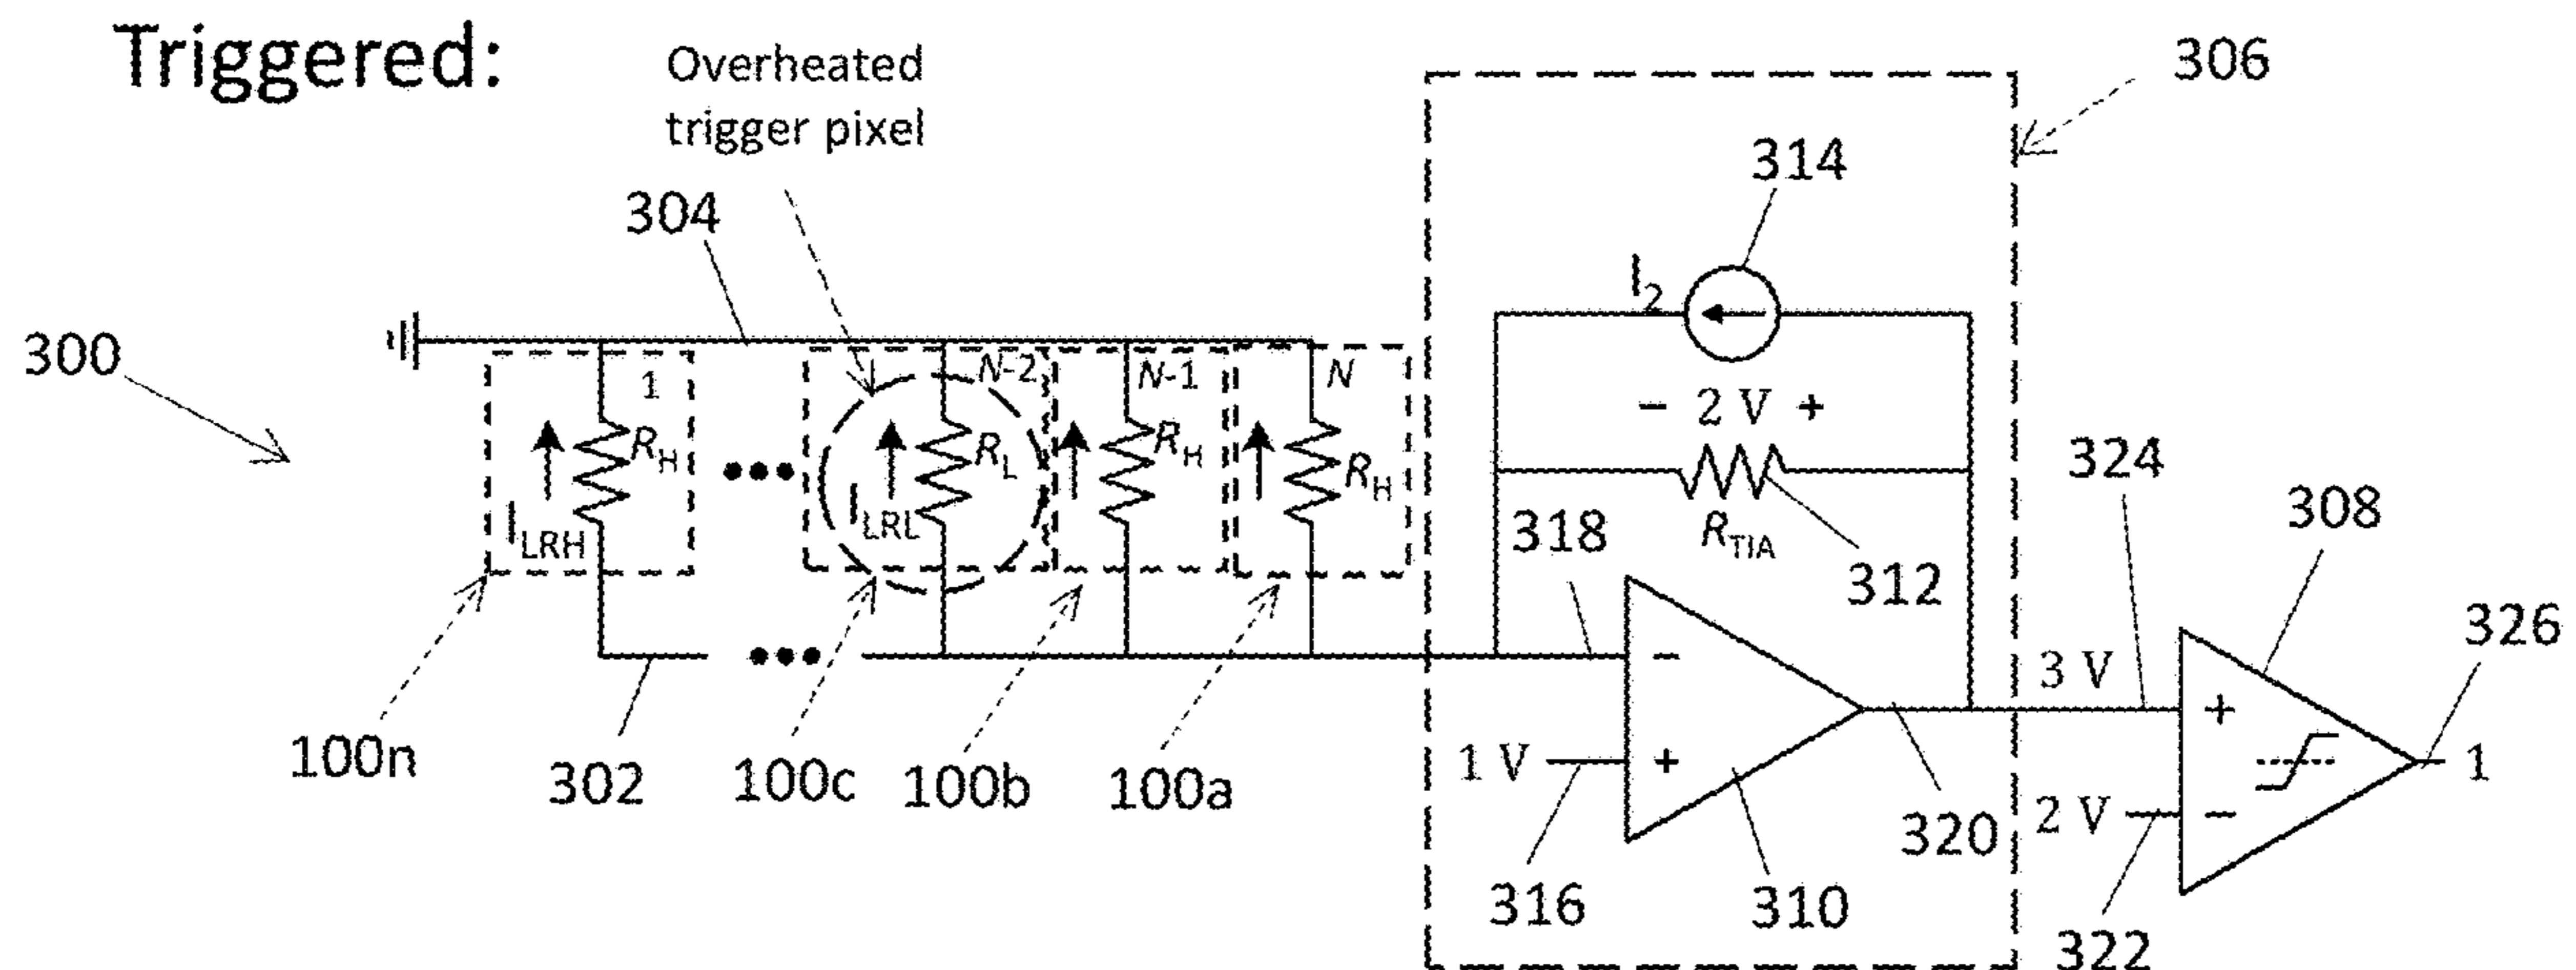 Triggered:
Overheated
trigger pixel
306
314
304
I2
324
300
1
N-2
N-1
N
- 2 V +
308
RH
RL
RH
RH
RTIA
318
312
326
ILRH
ILRL
-
3 V
+
1
100n
302
100c
100b
100a
1 V
+
2 V
-
320
316
310
322